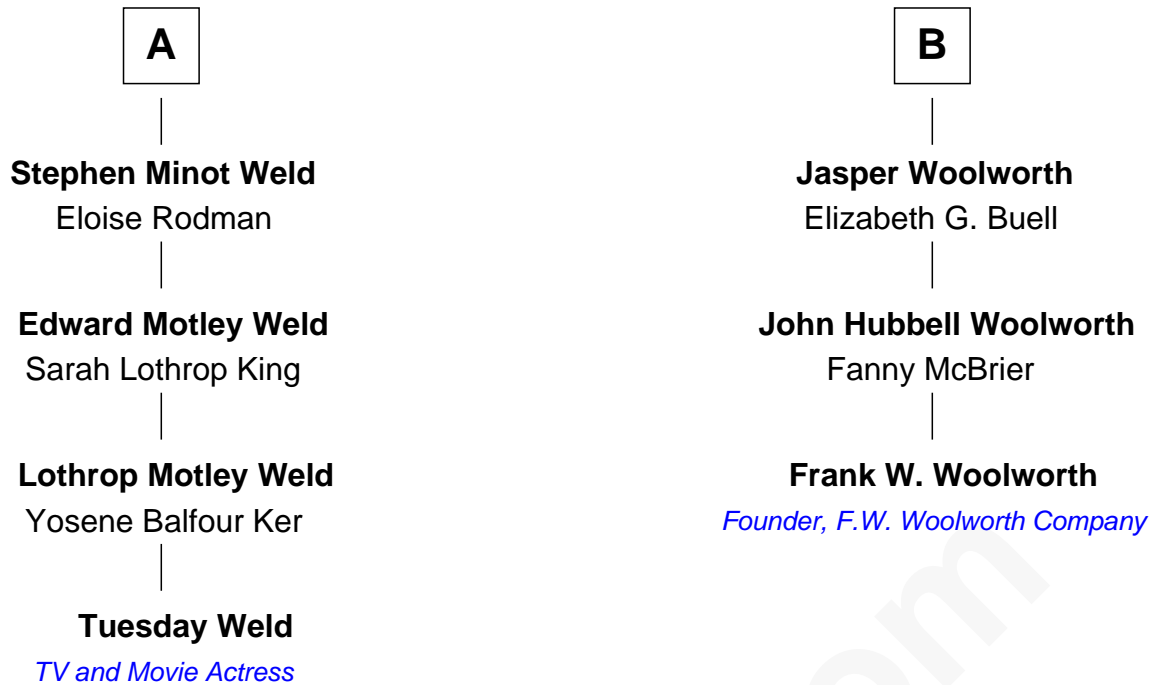 A
Stephen Minot Weld
Eloise Rodman
Edward Motley Weld
Sarah Lothrop King
Lothrop Motley Weld
Yosene Balfour Ker
Tuesday Weld
TV and Movie Actress
B
Jasper Woolworth
Elizabeth G. Buell
John Hubbell Woolworth
Fanny McBrier
Frank W. Woolworth
Founder, F.W. Woolworth Company
om